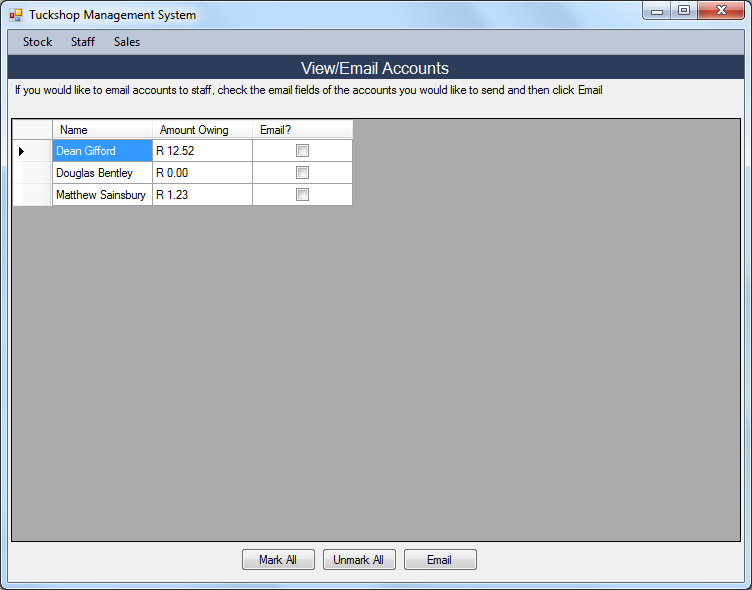 Tuckshop Management System
Stock Staff Sales
View/Email Accounts
If you would like to email accounts to staff, check the email fields of the accounts you would like to send and then click Email
Name Amount Owing Email?
Dean Gifford R 12.52
Douglas Bentley R 0.00
Matthew Sainsbury R 1.23
Mark All Unmark All Email